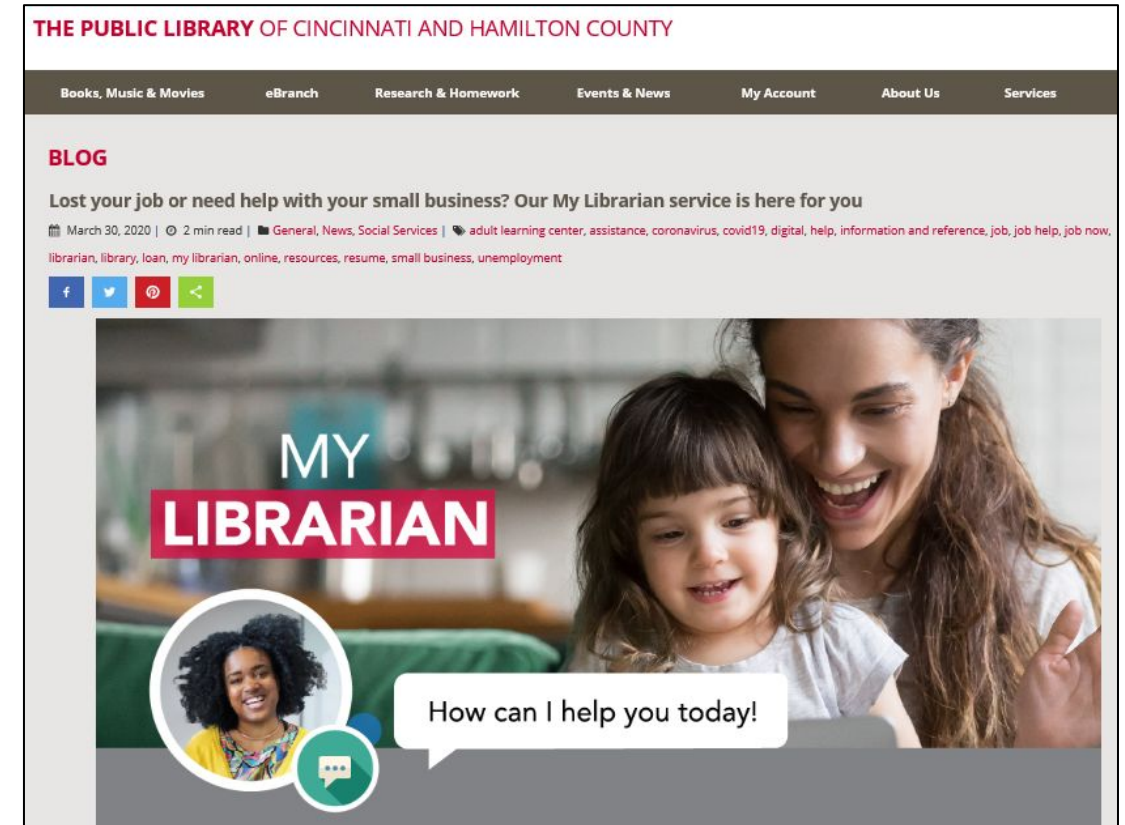 THE PUBLIC LIBRARY OF CINCINNATI AND HAMILTON COUNTY
Books, Music & Movies eBranch Research & Homework Events & News My Account About Us Services
BLOG
Lost your job or need help with your small business? Our My Librarian service is here for you
March 30, 2020 | 2 min read | General, News, Social Services | adult learning center, assistance, coronavirus, covid19, digital, help, information and reference, job, job help, job now,
librarian, library, loan, my librarian, online, resources, resume, small business, unemployment
MY
LIBRARIAN
How can I help you today!